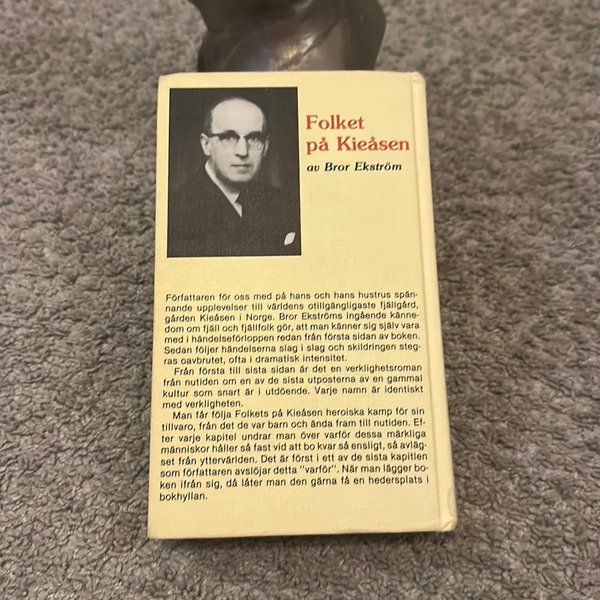 Folket
på Kieåsen
av Bror Ekström
Författaren för oss med på hans och hans hustrus spän-
nande upplevelser till världens otillgängligaste fjällgård,
gården Kieåsen i Norge. Bror Ekströms ingående känne-
dom om fjäll och fjällfolk gör, att man känner sig själv vara
med i händelseförloppen redan från första sidan av boken.
Sedan följer händelserna slag i slag och skildringen steg-
ras oavbrutet, ofta i dramatisk intensitet.
Från första till sista sidan är det en verklighetsroman
från nutiden om en av de sista utposterna av en gammal
kultur som snart är i utdöende. Varje namn är identiskt
med verkligheten.
Man får följa Folkets på Kieåsen heroiska kamp för sin
tillvaro, från det de var barn och ända fram till nutiden. Ef-
ter varje kapitel undrar man över varför dessa märkliga
människor håller så fast vid att bo kvar så ensligt, så avläg-
set från yttervärlden. Det är först i ett av de sista kapitlen
som författaren avslöjar detta "varför". När man lägger bo-
ken ifrån sig, då låter man den gärna få en hedersplats i
bokhyllan.